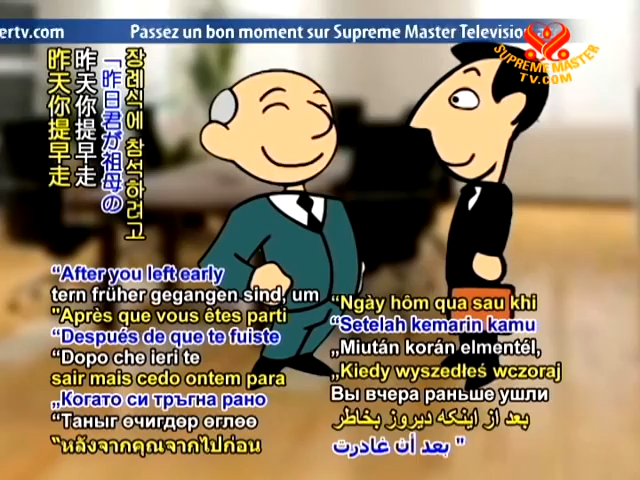 ertv.com
Passez un bon moment sur Supreme Master Television
SUPREME MASTER
TV.COM
장례식에 참석하려고
「昨日君が祖母の
昨天你提早走
昨天你提早走
“After you left early
tern früher gegangen sind, um
"Après que vous êtes parti
“Después de que te fuiste
“Dopo che ieri te
sair mais cedo ontem para
„Когато си тръгна рано
“Таныг өчигдөр өглөө
“หลังจากคุณจากไปก่อน
“Ngày hôm qua sau khi
“Setelah kemarin kamu
„Miután korán elmentél,
„Kiedy wyszedłeś wczoraj
Вы вчера раньше ушли
بعد از اینکه دیروز بخاطر
بعد أن غادرت "